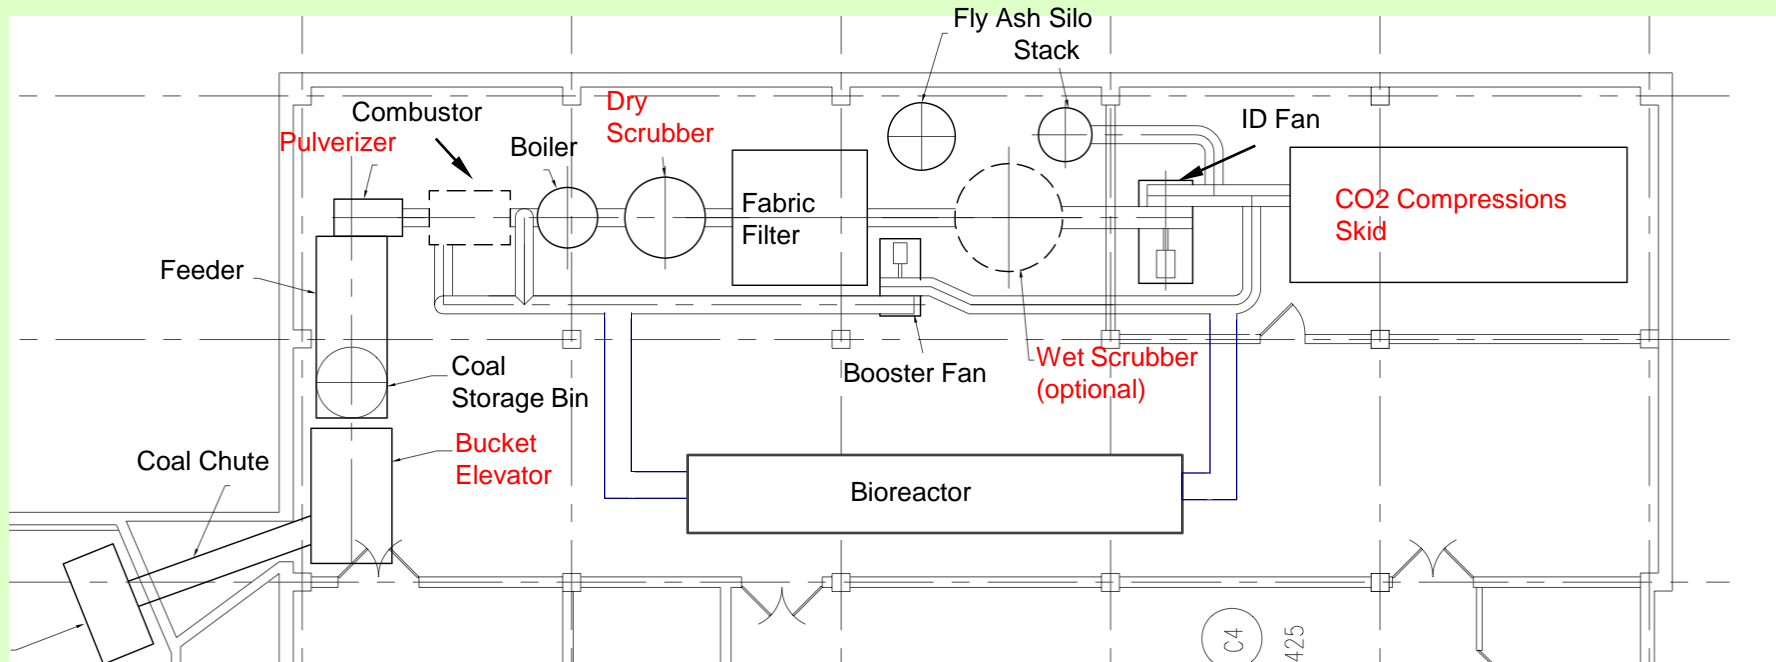 Fly Ash Silo
Stack
Combustor
Dry
Scrubber
Pulverizer
Boiler
ID Fan
Fabric
Filter
CO2 Compressions
Skid
Feeder
Coal
Storage Bin
Booster Fan
Wet Scrubber
(optional)
Bucket
Elevator
Coal Chute
Bioreactor
C4
425